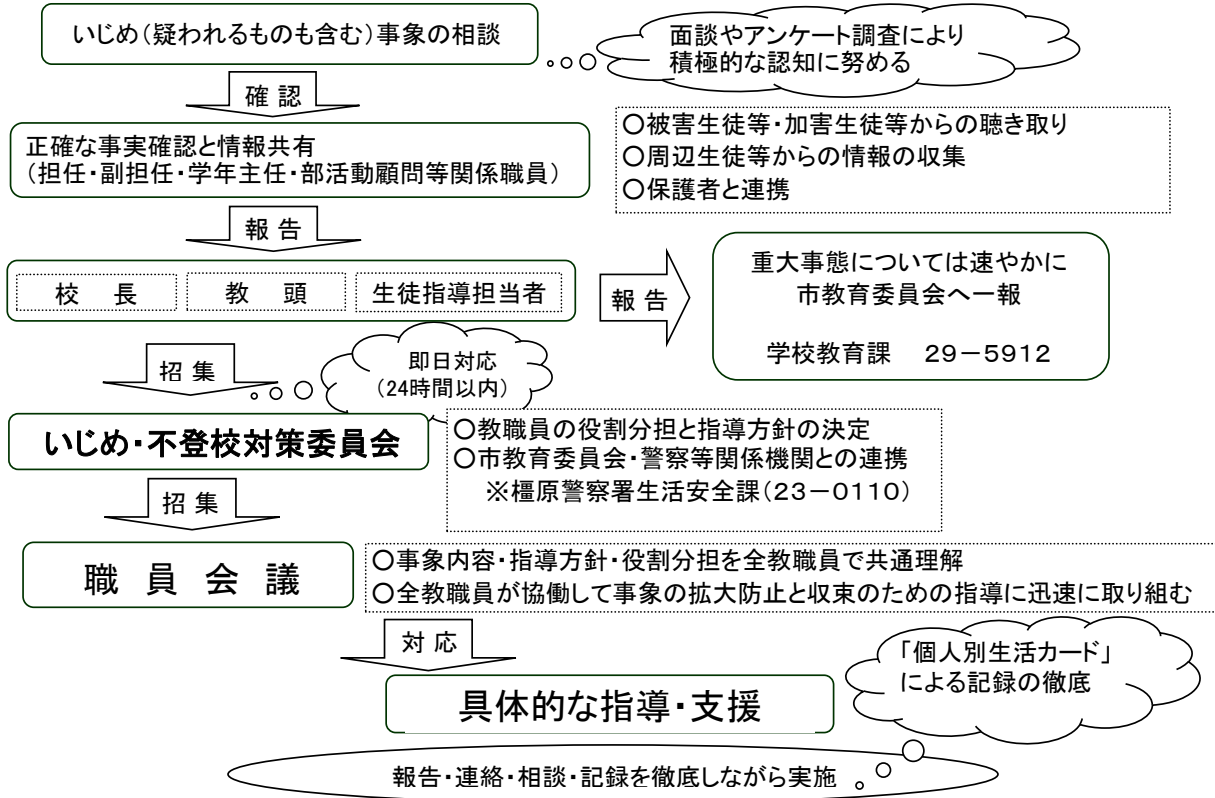 いじめ(疑われるものも含む)事象の相談
面談やアンケート調査により
積極的な認知に努める
確 認
正確な事実確認と情報共有
(担任・副担任・学年主任・部活動顧問等関係職員)
○被害生徒等・加害生徒等からの聴き取り
○周辺生徒等からの情報の収集
○保護者と連携
報 告
校 長
教 頭
生徒指導担当者
報 告
重大事態については速やかに
市教育委員会へ一報
学校教育課 29-5912
招 集
即日対応
(24時間以内)
いじめ・不登校対策委員会
○教職員の役割分担と指導方針の決定
○市教育委員会・警察等関係機関との連携
※橿原警察署生活安全課(23-0110)
招 集
職 員 会 議
○事象内容・指導方針・役割分担を全教職員で共通理解
○全教職員が協働して事象の拡大防止と収束のための指導に迅速に取り組む
対 応
「個人別生活カード」
による記録の徹底
具体的な指導・支援
報告・連絡・相談・記録を徹底しながら実施